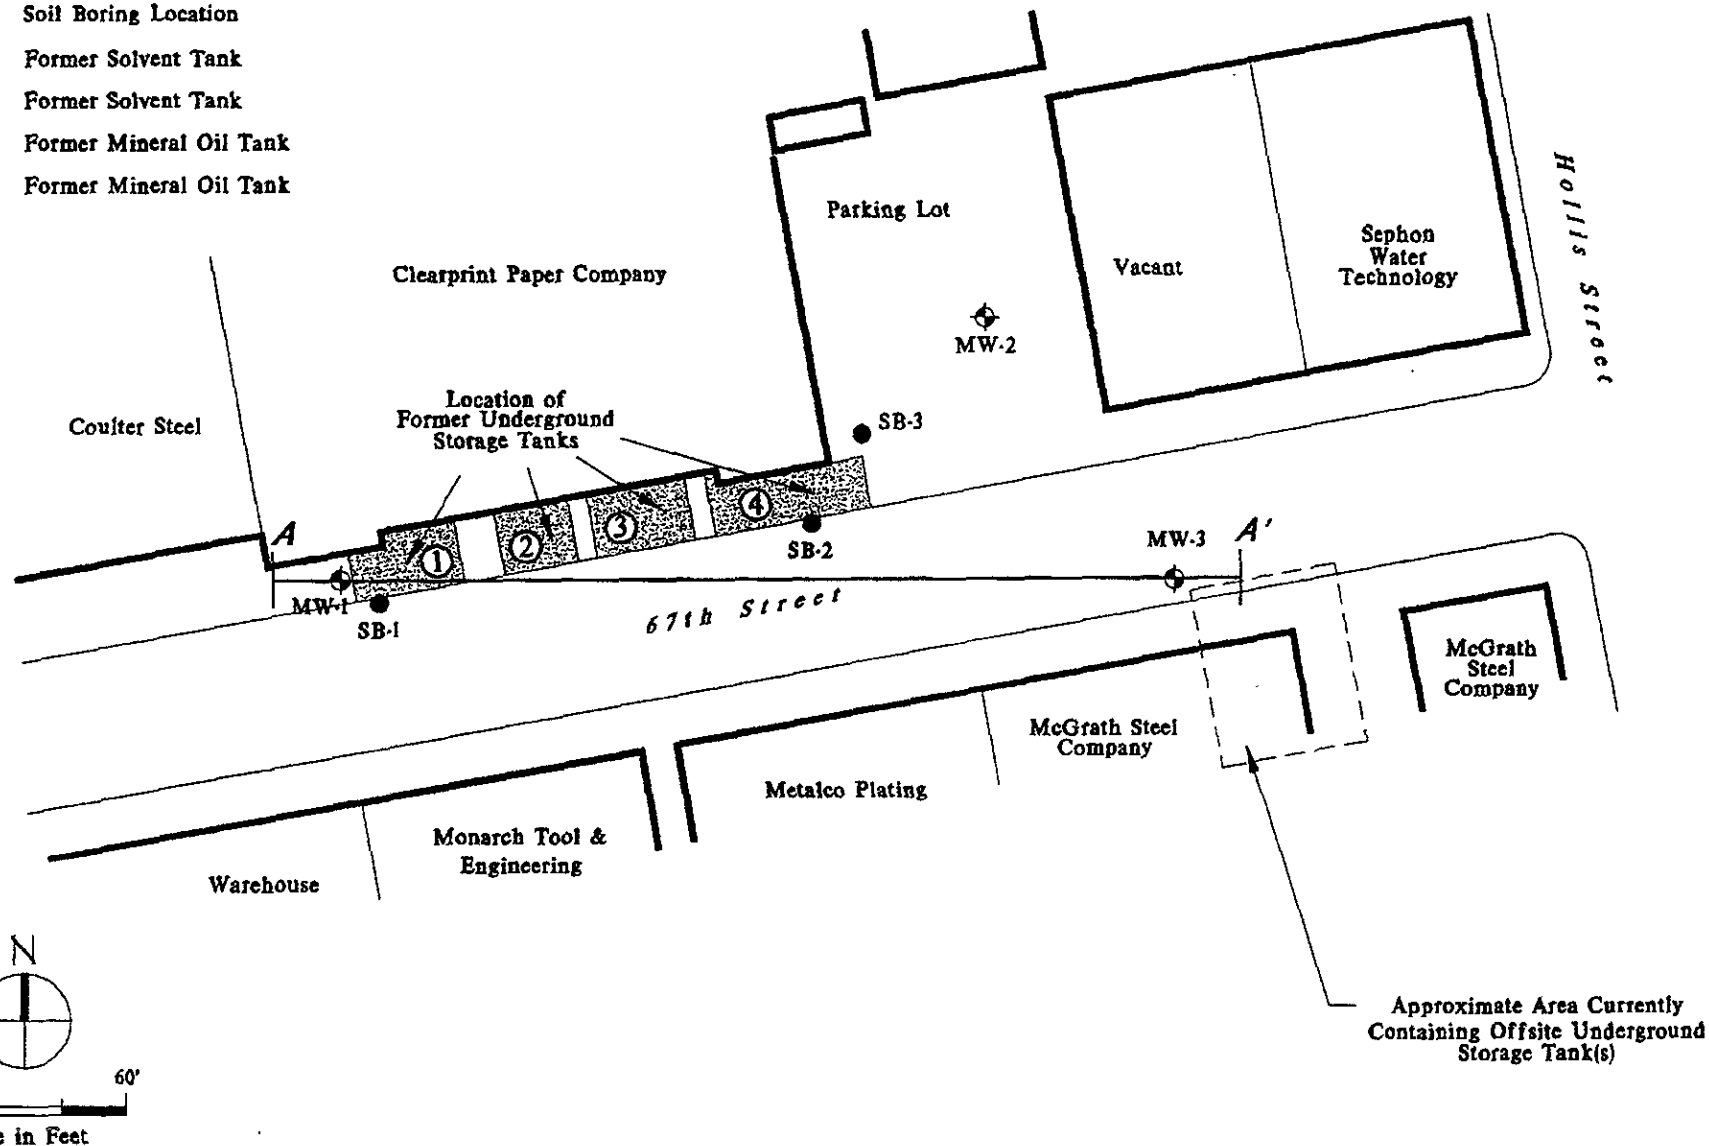 Soil Boring Location
Former Solvent Tank
Former Solvent Tank
Former Mineral Oil Tank
Former Mineral Oil Tank
Parking Lot
Hollis Street
Sephon
Water
Technology
Vacant
Clearprint Paper Company
MW-2
Location of
Former Underground
Storage Tanks
SB-3
Coulter Steel
4
3
2
1
A
SB-2
MW-3
A'
MW-1
SB-1
67th Street
McGrath
Steel
Company
McGrath Steel
Company
Metalco Plating
Monarch Tool &
Engineering
Warehouse
N
Approximate Area Currently
Containing Offsite Underground
Storage Tank(s)
60'
in Feet